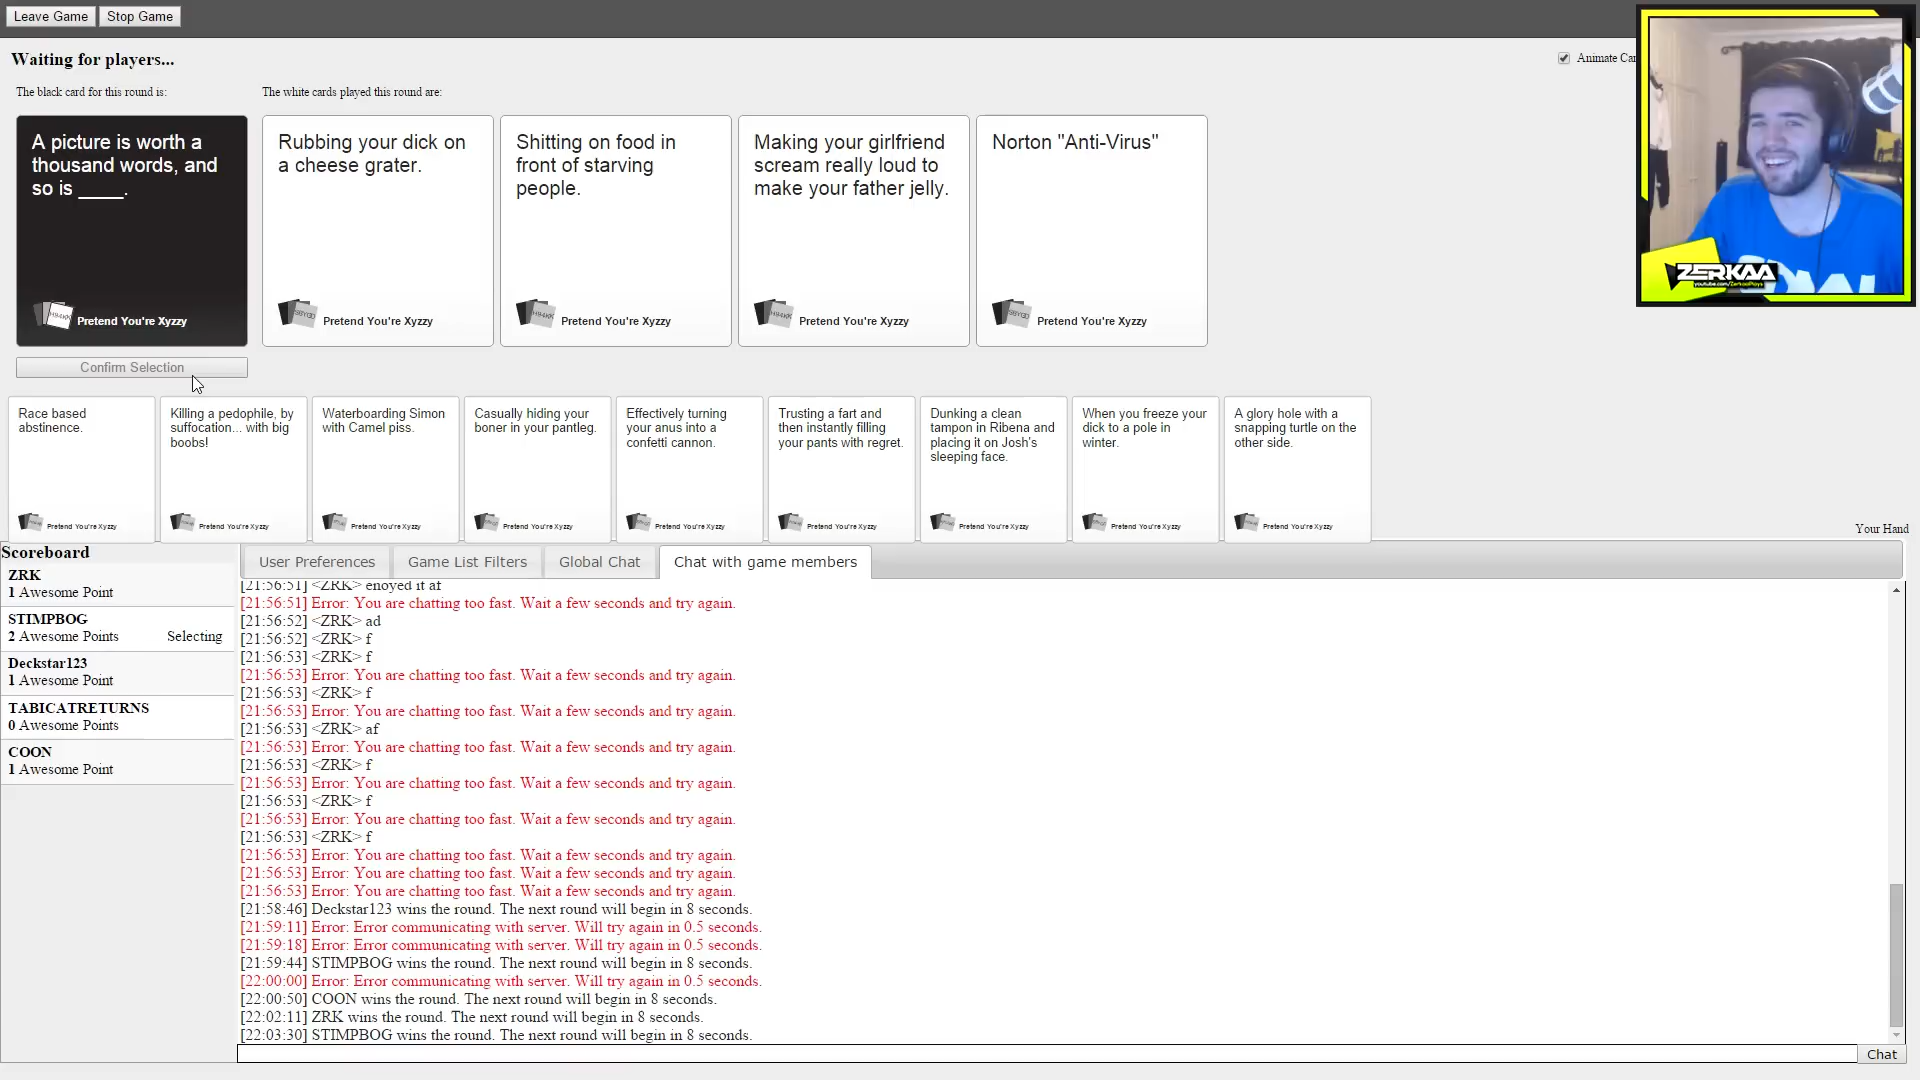 Leave Game
Stop Game
Waiting for players...
Animate Car
The black card for this round is:
The white cards played this round are:
A picture is worth a
thousand words, and
so is ____.
Pretend You're Xyzzy
Rubbing your dick on
a cheese grater.
Pretend You're Xyzzy
Shitting on food in
front of starving
people.
Pretend You're Xyzzy
Making your girlfriend
scream really loud to
make your father jelly.
Pretend You're Xyzzy
Norton "Anti-Virus"
Pretend You're Xyzzy
ZERKAA
youtube.com/ZerkaaPlays
Confirm Selection
Race based
abstinence.
Pretend You're Xyzzy
Killing a pedophile, by
suffocation... with big
boobs!
Pretend You're Xyzzy
Waterboarding Simon
with Camel piss.
Pretend You're Xyzzy
Casually hiding your
boner in your pantleg.
Pretend You're Xyzzy
Effectively turning
your anus into a
confetti cannon.
Pretend You're Xyzzy
Trusting a fart and
then instantly filling
your pants with regret.
Pretend You're Xyzzy
Dunking a clean
tampon in Ribena and
placing it on Josh's
sleeping face.
Pretend You're Xyzzy
When you freeze your
dick to a pole in
winter.
Pretend You're Xyzzy
A glory hole with a
snapping turtle on the
other side.
Pretend You're Xyzzy
Your Hand
Scoreboard
ZRK
1 Awesome Point
STIMPBOG
2 Awesome Points Selecting
Deckstar123
1 Awesome Point
TABICATRETURNS
0 Awesome Points
COON
1 Awesome Point
User Preferences
Game List Filters
Global Chat
Chat with game members
[21:56:51] <ZRK> enoyed it af
[21:56:51] Error: You are chatting too fast. Wait a few seconds and try again.
[21:56:52] <ZRK> ad
[21:56:52] <ZRK> f
[21:56:53] <ZRK> f
[21:56:53] Error: You are chatting too fast. Wait a few seconds and try again.
[21:56:53] <ZRK> f
[21:56:53] Error: You are chatting too fast. Wait a few seconds and try again.
[21:56:53] <ZRK> af
[21:56:53] Error: You are chatting too fast. Wait a few seconds and try again.
[21:56:53] <ZRK> f
[21:56:53] Error: You are chatting too fast. Wait a few seconds and try again.
[21:56:53] <ZRK> f
[21:56:53] Error: You are chatting too fast. Wait a few seconds and try again.
[21:56:53] <ZRK> f
[21:56:53] Error: You are chatting too fast. Wait a few seconds and try again.
[21:56:53] Error: You are chatting too fast. Wait a few seconds and try again.
[21:56:53] Error: You are chatting too fast. Wait a few seconds and try again.
[21:58:46] Deckstar123 wins the round. The next round will begin in 8 seconds.
[21:59:11] Error: Error communicating with server. Will try again in 0.5 seconds.
[21:59:18] Error: Error communicating with server. Will try again in 0.5 seconds.
[21:59:44] STIMPBOG wins the round. The next round will begin in 8 seconds.
[22:00:00] Error: Error communicating with server. Will try again in 0.5 seconds.
[22:00:50] COON wins the round. The next round will begin in 8 seconds.
[22:02:11] ZRK wins the round. The next round will begin in 8 seconds.
[22:03:30] STIMPBOG wins the round. The next round will begin in 8 seconds.
Chat